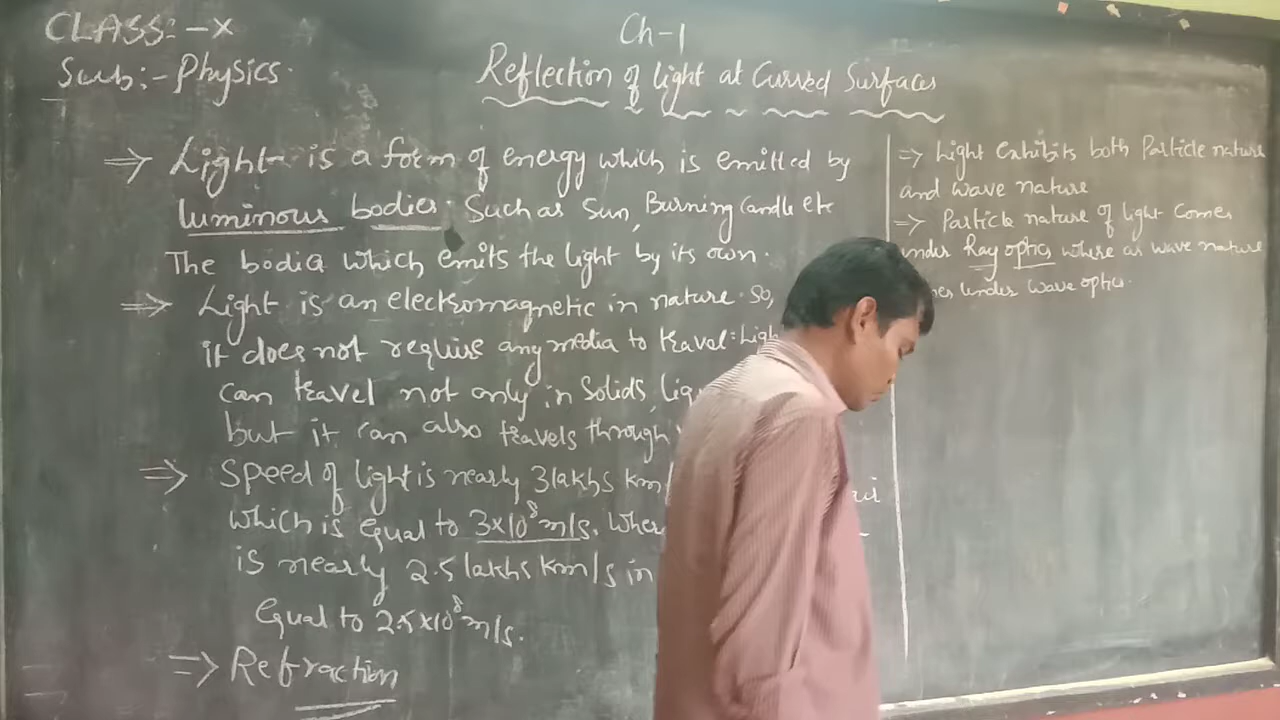 CLASS:-X
Sub:- Physics.
Ch-1
Reflection of light at Curved Surfaces
=> Light is a form of energy which is emitted by
luminous bodies. Such as Sun, Burning Candle etc
The bodies which emits the light by its own.
=> Light is an electromagnetic in nature. So,
it does not require any media to travel.
can travel not only in Solids,
but it can also travels through
=> Speed of light is nearly 3 lakhs
which is equal to 3x10⁸ m/s.
is nearly 2.5 lakhs Km/s in
Equal to 2.5x10⁸ m/s.
=> Refraction
=> Light Exhibits both Particle nature
and wave nature
=> Particle nature of light Comes
under Ray optics where as wave nature
under wave optics.